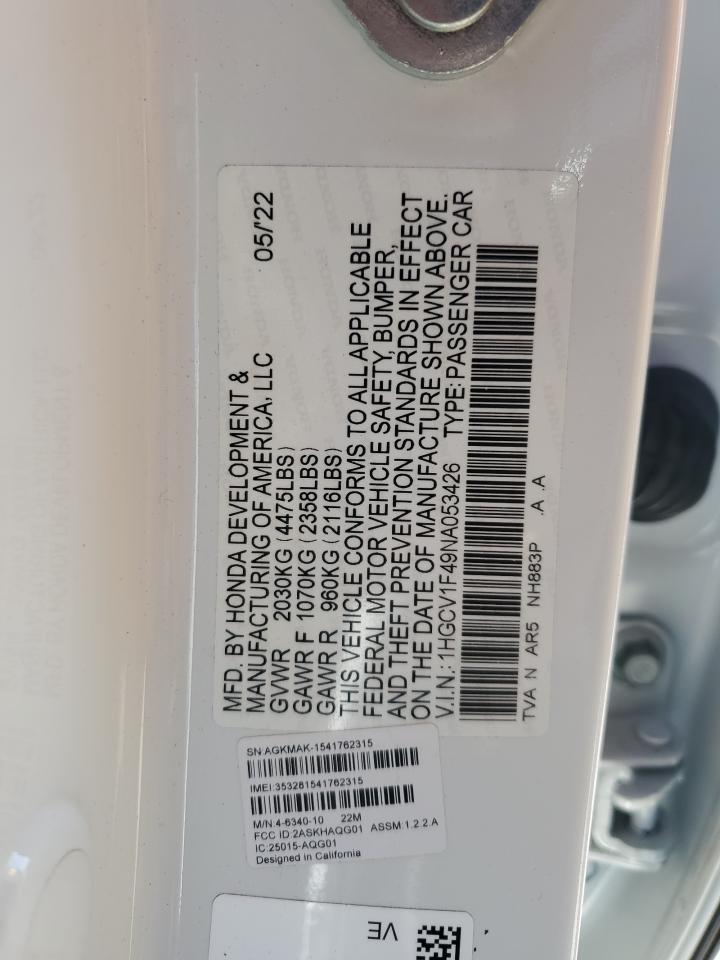 MFD. BY HONDA DEVELOPMENT &
MANUFACTURING OF AMERICA, LLC 05/'22
GVWR 2030KG (4475LBS)
GAWR F 1070KG (2358LBS)
GAWR R 960KG (2116LBS)
THIS VEHICLE CONFORMS TO ALL APPLICABLE
FEDERAL MOTOR VEHICLE SAFETY, BUMPER,
AND THEFT PREVENTION STANDARDS IN EFFECT
ON THE DATE OF MANUFACTURE SHOWN ABOVE.
V.I.N.: 1HGCV1F49NA053426 TYPE: PASSENGER CAR
TVA N AR5 NH883P .A .A
SN:AGKMAK-1541762315
IMEI:353281541762315
M/N:4-6340-10 22M
FCC ID:2ASKHAQG01 ASSM:1.2.2.A
IC:25015-AQG01
Designed in California
VE